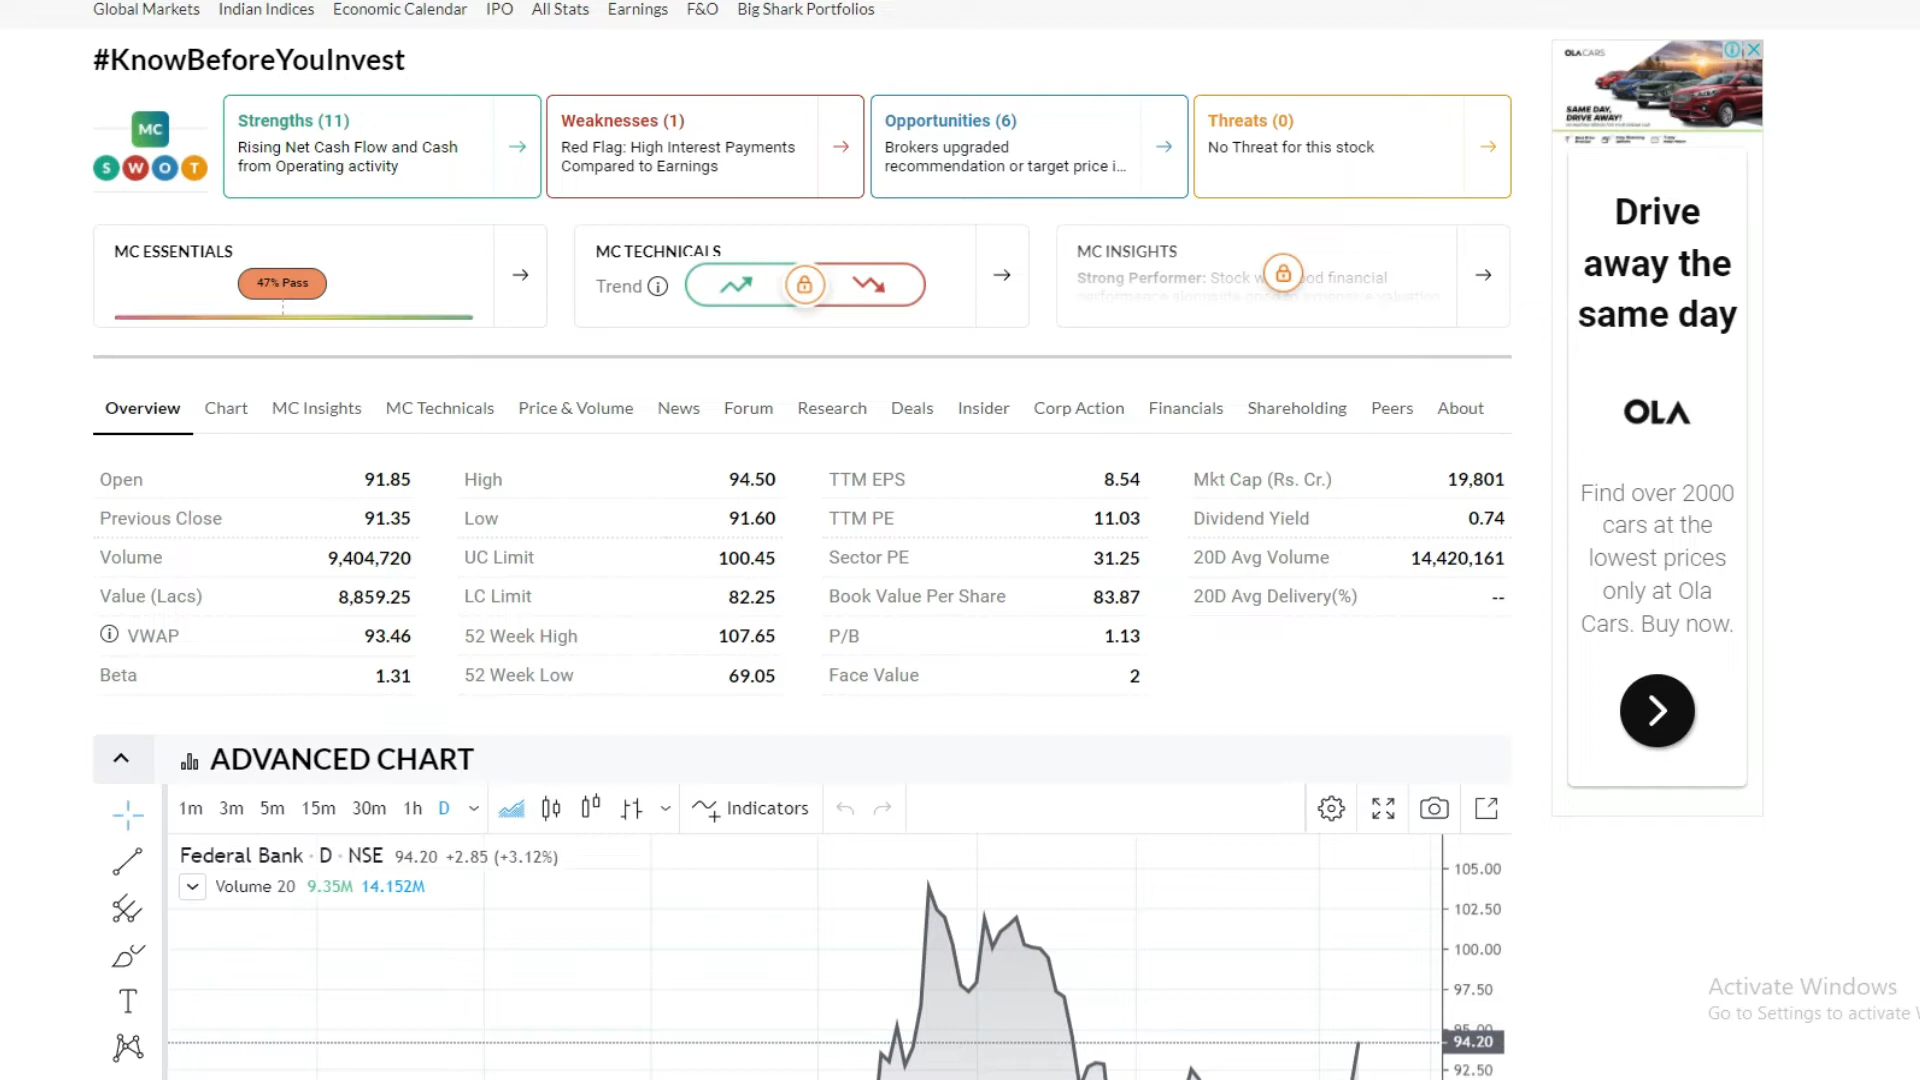 Global Markets Indian Indices Economic Calendar IPO All Stats Earnings F&O Big Shark Portfolios
#KnowBeforeYouInvest
MC
S W O T
Strengths (11)
Rising Net Cash Flow and Cash
from Operating activity
Weaknesses (1)
Red Flag: High Interest Payments
Compared to Earnings
Opportunities (6)
Brokers upgraded
recommendation or target price i...
Threats (0)
No Threat for this stock
MC ESSENTIALS
47% Pass
MC TECHNICALS
Trend
MC INSIGHTS
Strong Performer: Stock w od financial
Overview Chart MC Insights MC Technicals Price & Volume News Forum Research Deals Insider Corp Action Financials Shareholding Peers About
Open 91.85
Previous Close 91.35
Volume 9,404,720
Value (Lacs) 8,859.25
VWAP 93.46
Beta 1.31
High 94.50
Low 91.60
UC Limit 100.45
LC Limit 82.25
52 Week High 107.65
52 Week Low 69.05
TTM EPS 8.54
TTM PE 11.03
Sector PE 31.25
Book Value Per Share 83.87
P/B 1.13
Face Value 2
Mkt Cap (Rs. Cr.) 19,801
Dividend Yield 0.74
20D Avg Volume 14,420,161
20D Avg Delivery(%) --
ADVANCED CHART
1m 3m 5m 15m 30m 1h D Indicators
Federal Bank · D · NSE 94.20 +2.85 (+3.12%)
Volume 20 9.35M 14.152M
105.00
102.50
100.00
97.50
95.00
94.20
92.50
OLA CARS
SAME DAY,
DRIVE AWAY!
Drive
away the
same day
OLA
Find over 2000
cars at the
lowest prices
only at Ola
Cars. Buy now.
Activate Windows
Go to Settings to activate W